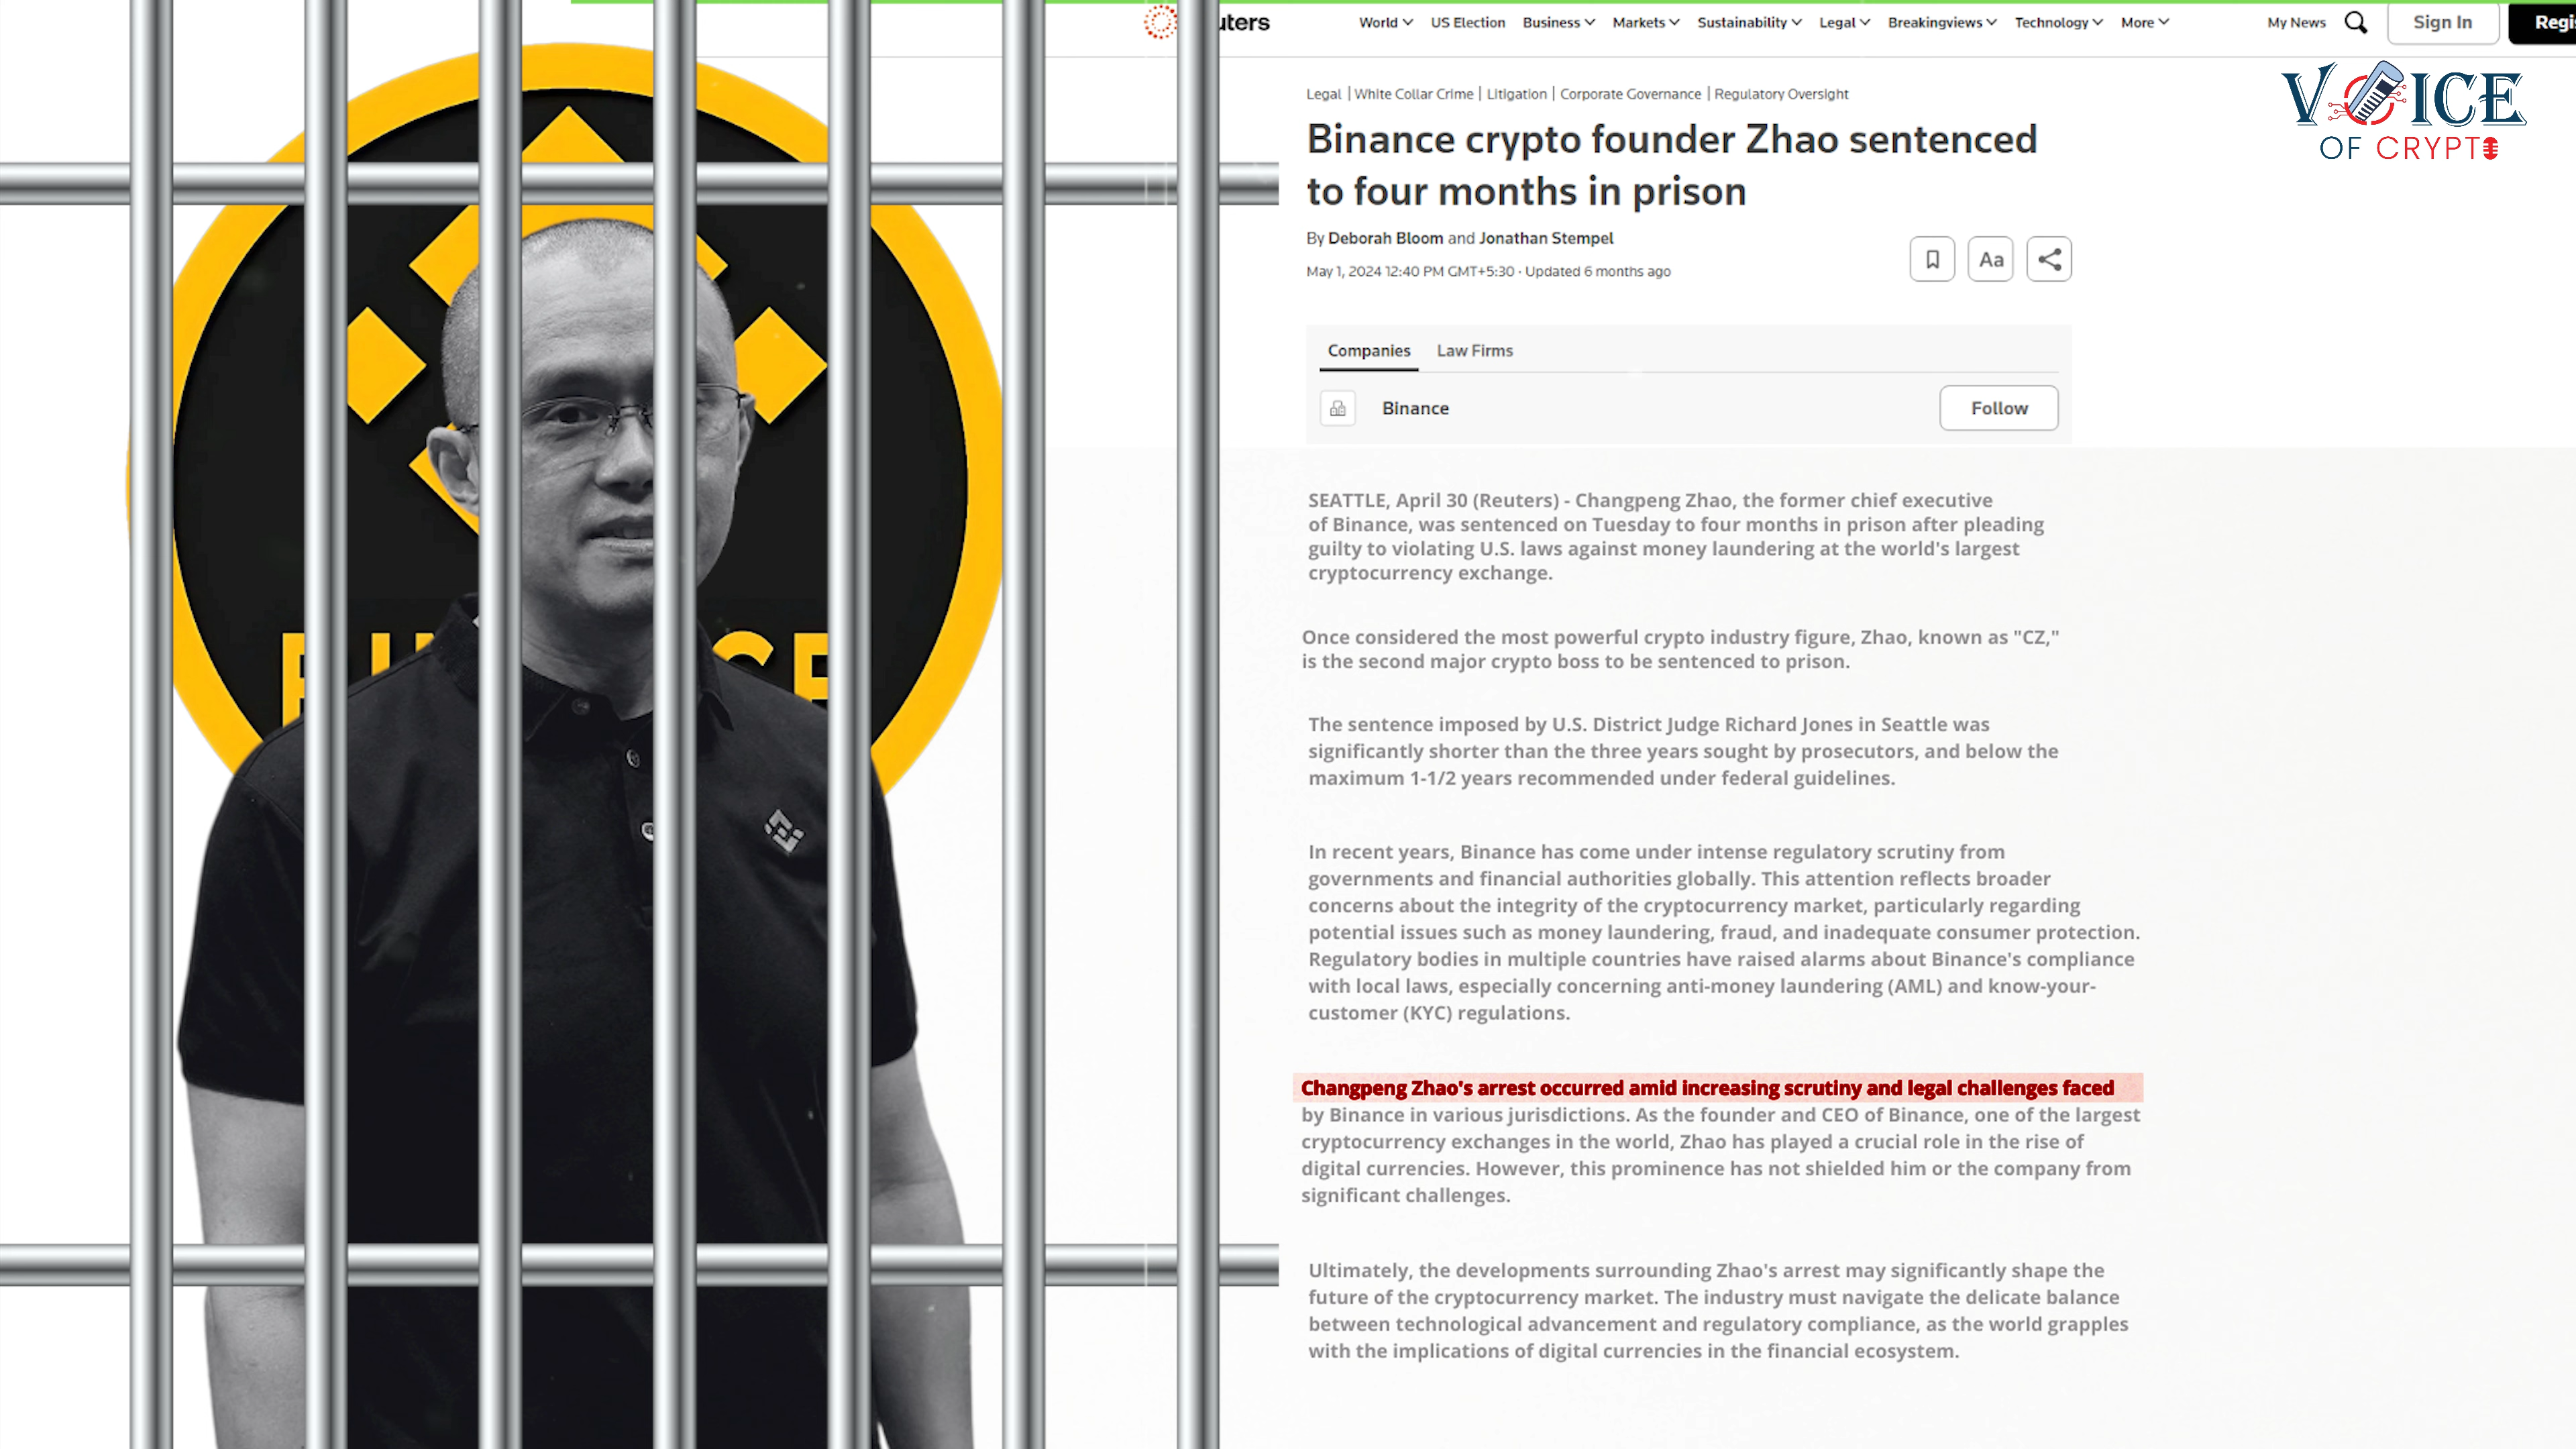 uters
World US Election Business Markets Sustainability Legal Breakingviews Technology More My News Sign In Regi
VOICE
OF CRYPTO
Legal | White Collar Crime | Litigation | Corporate Governance | Regulatory Oversight
Binance crypto founder Zhao sentenced
to four months in prison
By Deborah Bloom and Jonathan Stempel
May 1, 2024 12:40 PM GMT+5:30 · Updated 6 months ago
Aa
Companies Law Firms
Binance Follow
SEATTLE, April 30 (Reuters) - Changpeng Zhao, the former chief executive
of Binance, was sentenced on Tuesday to four months in prison after pleading
guilty to violating U.S. laws against money laundering at the world's largest
cryptocurrency exchange.
Once considered the most powerful crypto industry figure, Zhao, known as "CZ,"
is the second major crypto boss to be sentenced to prison.
The sentence imposed by U.S. District Judge Richard Jones in Seattle was
significantly shorter than the three years sought by prosecutors, and below the
maximum 1-1/2 years recommended under federal guidelines.
In recent years, Binance has come under intense regulatory scrutiny from
governments and financial authorities globally. This attention reflects broader
concerns about the integrity of the cryptocurrency market, particularly regarding
potential issues such as money laundering, fraud, and inadequate consumer protection.
Regulatory bodies in multiple countries have raised alarms about Binance's compliance
with local laws, especially concerning anti-money laundering (AML) and know-your-
customer (KYC) regulations.
Changpeng Zhao's arrest occurred amid increasing scrutiny and legal challenges faced
by Binance in various jurisdictions. As the founder and CEO of Binance, one of the largest
cryptocurrency exchanges in the world, Zhao has played a crucial role in the rise of
digital currencies. However, this prominence has not shielded him or the company from
significant challenges.
Ultimately, the developments surrounding Zhao's arrest may significantly shape the
future of the cryptocurrency market. The industry must navigate the delicate balance
between technological advancement and regulatory compliance, as the world grapples
with the implications of digital currencies in the financial ecosystem.